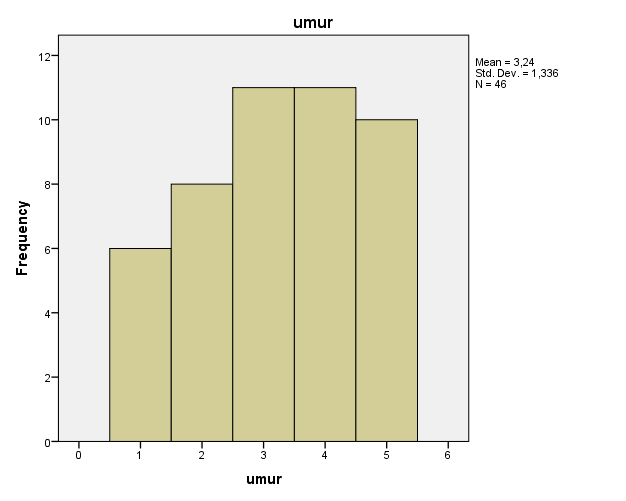 umur
Mean = 3,24
Std. Dev. = 1,336
N = 46
Frequency
12
10
8
6
4
2
0
0 1 2 3 4 5 6
umur